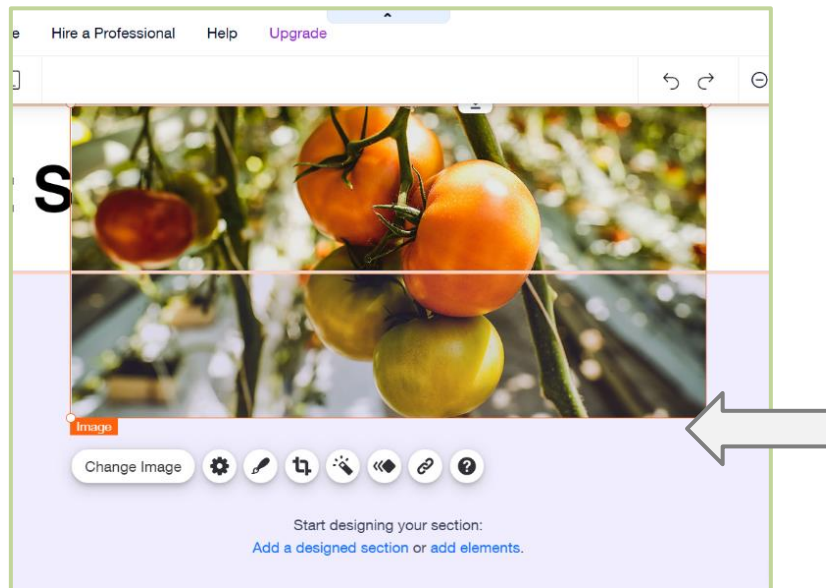 e Hire a Professional Help Upgrade
S
Image
Change Image
Start designing your section:
Add a designed section or add elements.